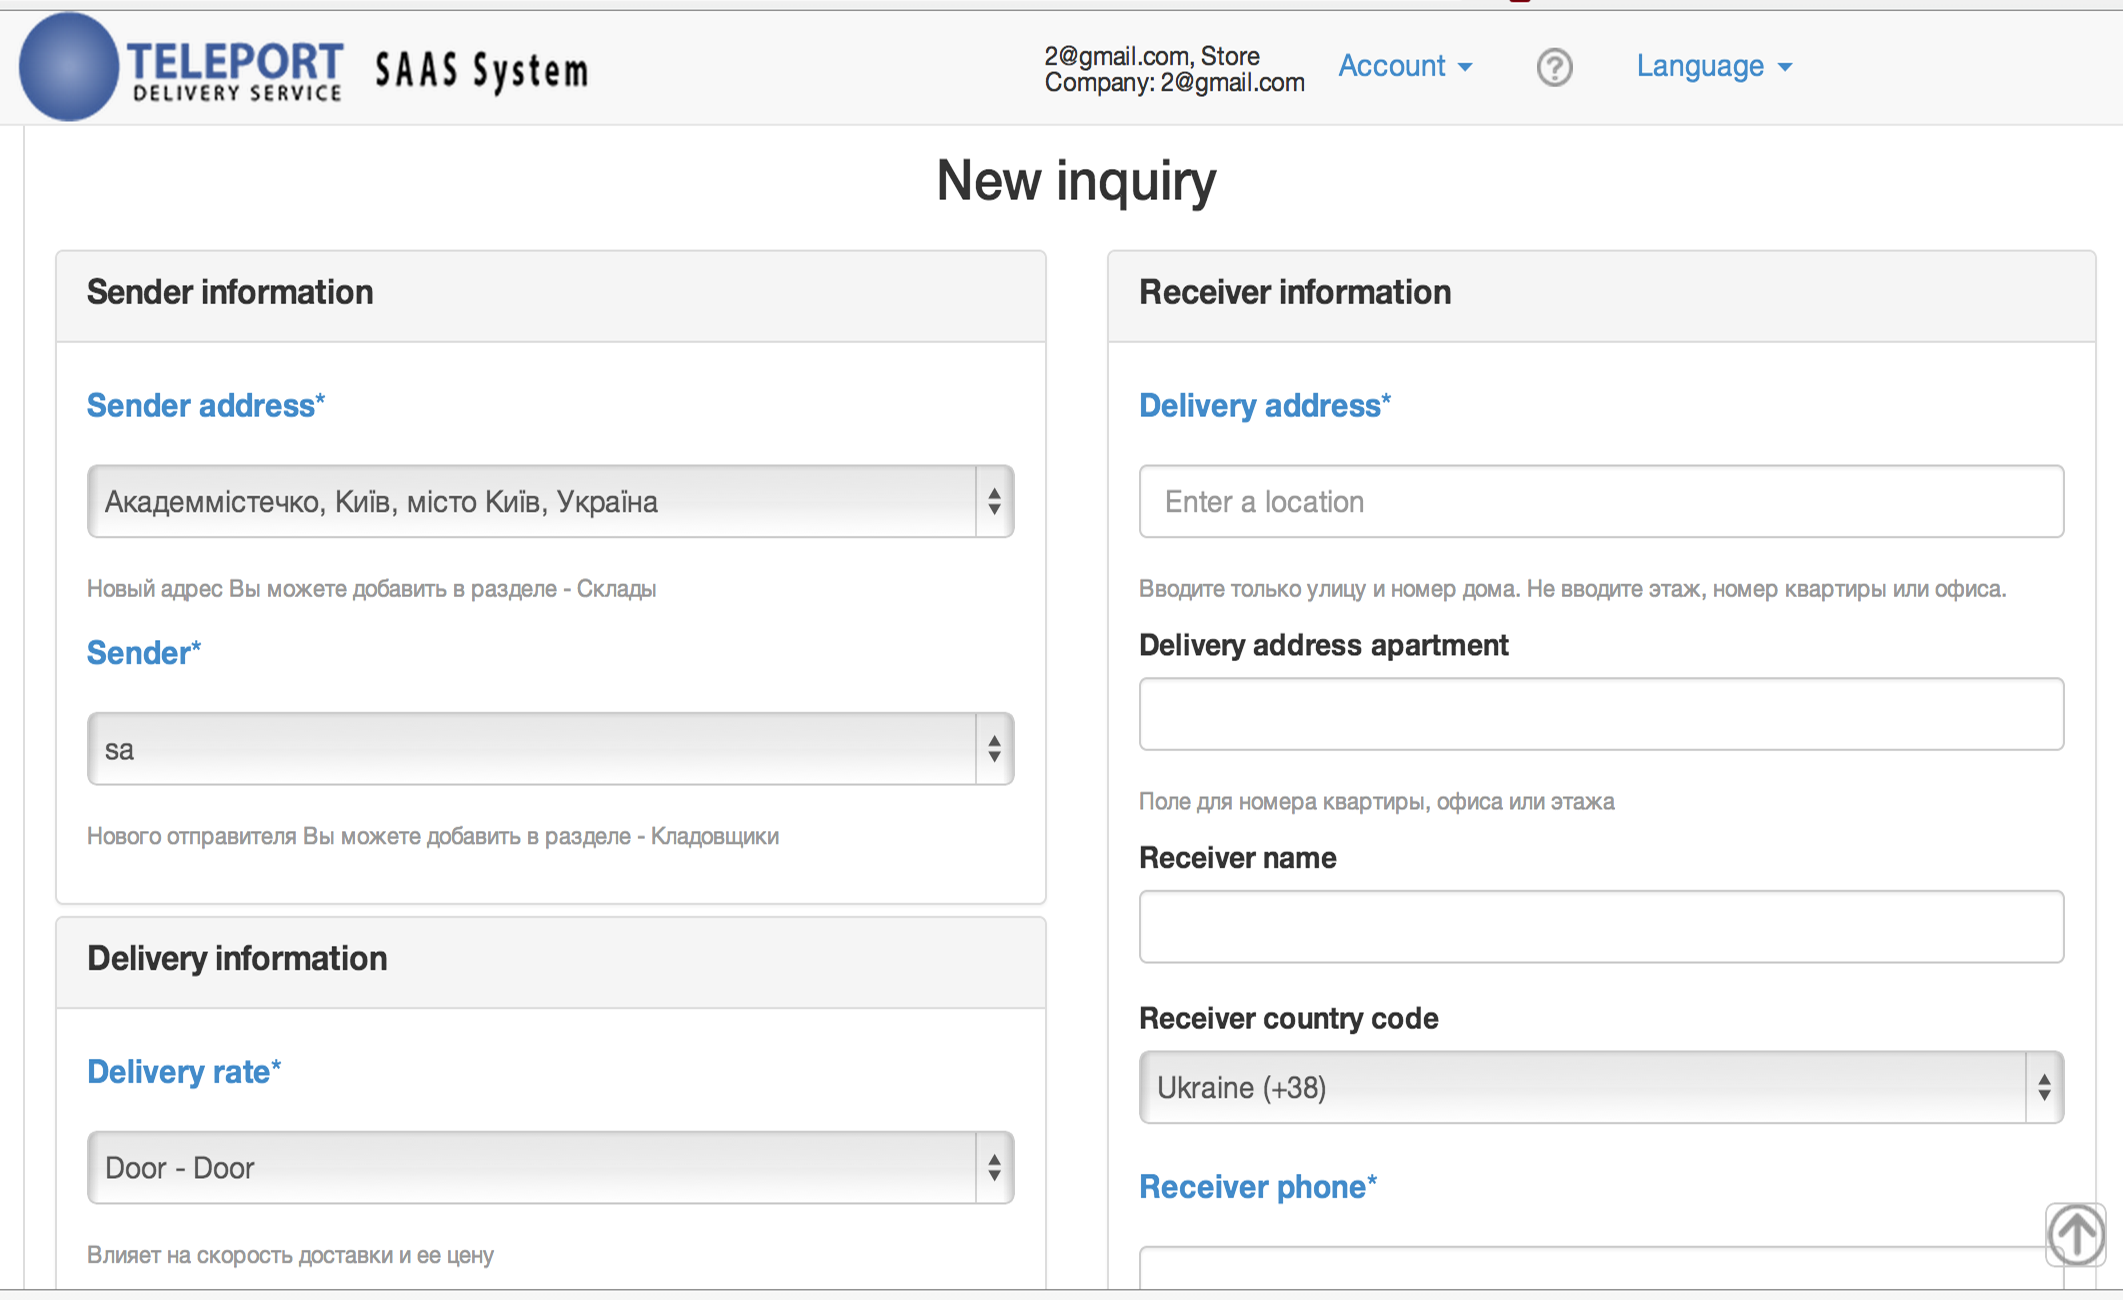 TELEPORT
DELIVERY SERVICE
SAAS System
2@gmail.com, Store
Company: 2@gmail.com
Account
?
Language
New inquiry
Sender information
Sender address*
Академмістечко, Київ, місто Київ, Україна
Новый адрес Вы можете добавить в разделе - Склады
Sender*
sa
Нового отправителя Вы можете добавить в разделе - Кладовщики
Delivery information
Delivery rate*
Door - Door
Влияет на скорость доставки и ее цену
Receiver information
Delivery address*
Enter a location
Вводите только улицу и номер дома. Не вводите этаж, номер квартиры или офиса.
Delivery address apartment
Поле для номера квартиры, офиса или этажа
Receiver name
Receiver country code
Ukraine (+38)
Receiver phone*